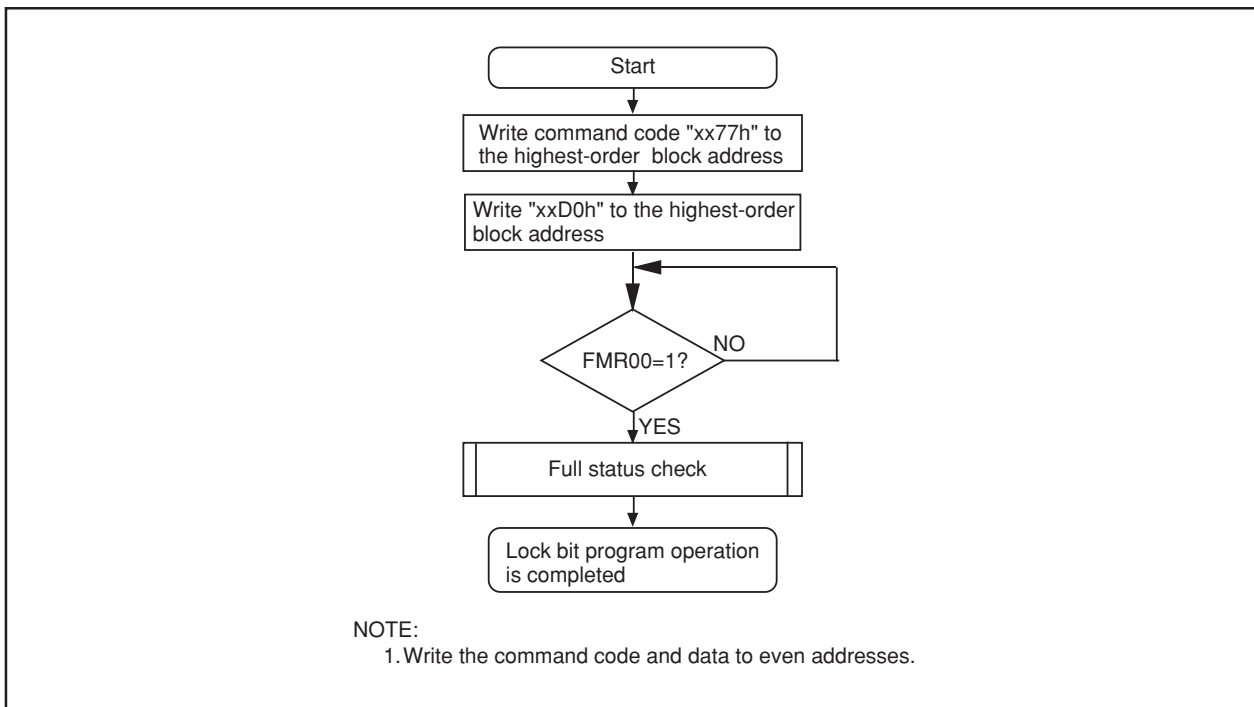 Start
Write command code "xx77h" to
the highest-order block address
Write "xxD0h" to the highest-order
block address
FMR00=1?
NO
YES
Full status check
Lock bit program operation
is completed
NOTE:
1. Write the command code and data to even addresses.